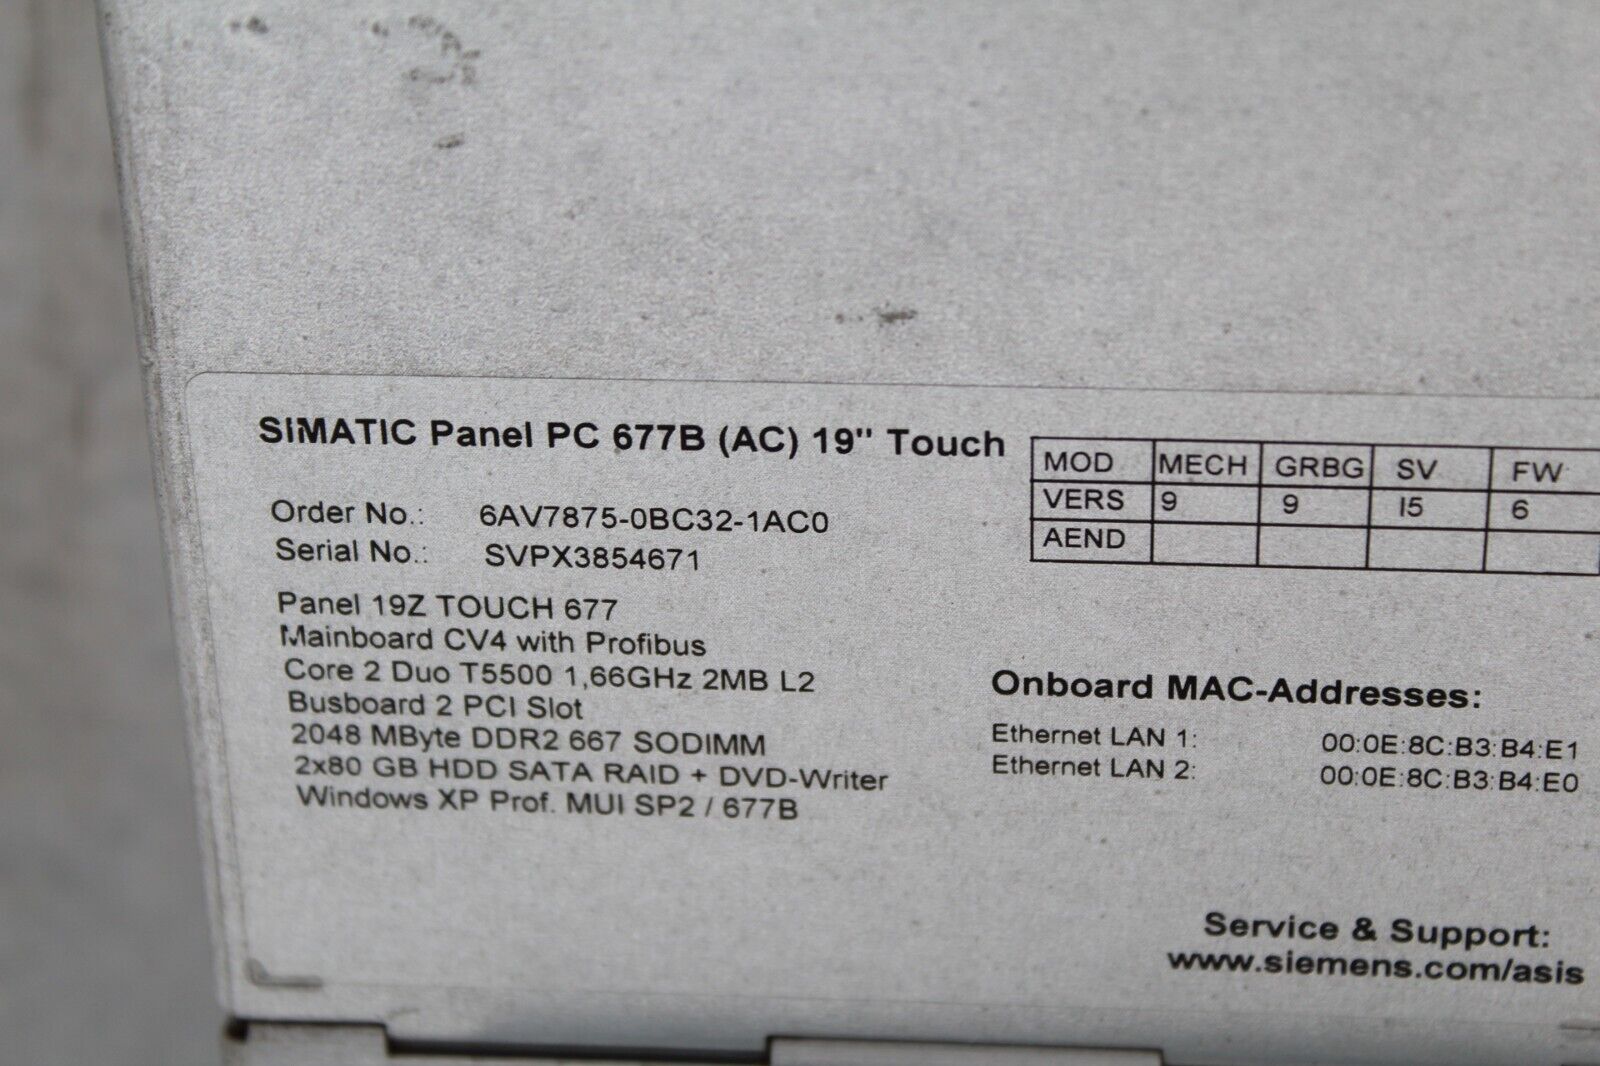 SIMATIC Panel PC 677B (AC) 19" Touch
Order No.: 6AV7875-0BC32-1AC0
Serial No.: SVPX3854671
Panel 19Z TOUCH 677
Mainboard CV4 with Profibus
Core 2 Duo T5500 1,66GHz 2MB L2
Busboard 2 PCI Slot
2048 MByte DDR2 667 SODIMM
2x80 GB HDD SATA RAID + DVD-Writer
Windows XP Prof. MUI SP2 / 677B
MOD MECH GRBG SV FW
VERS 9 9 I5 6
AEND
Onboard MAC-Addresses:
Ethernet LAN 1: 00:0E:8C:B3:B4:E1
Ethernet LAN 2: 00:0E:8C:B3:B4:E0
Service & Support:
www.siemens.com/asis